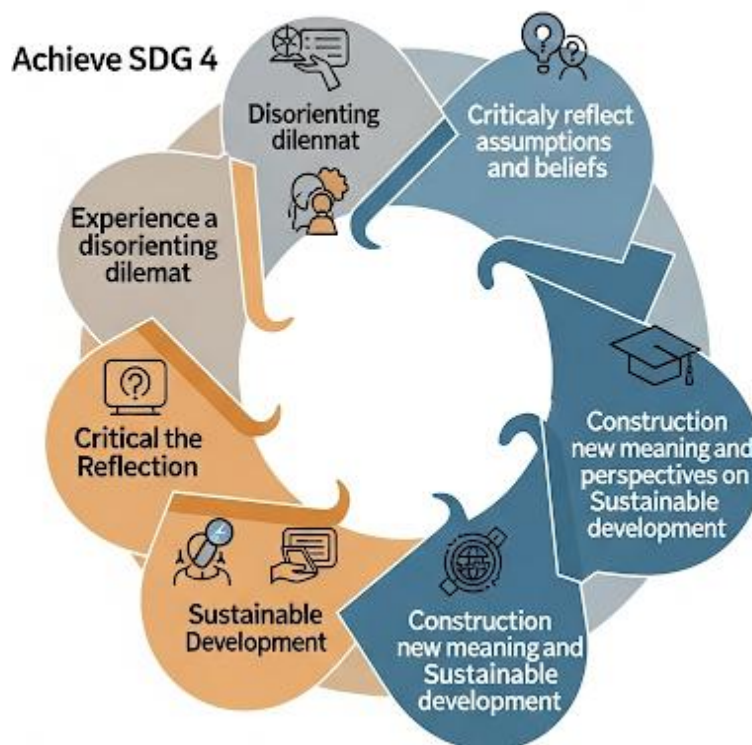 Achieve SDG 4
Disorienting
dilennat
Criticaly reflect
assumptions
and beliefs
Construction
new meaning and
perspectives on
Sustainable
development
Construction
new meaning and
Sustainable
development
Sustainable
Development
Critical the
Reflection
Experience a
disorienting
dilemat